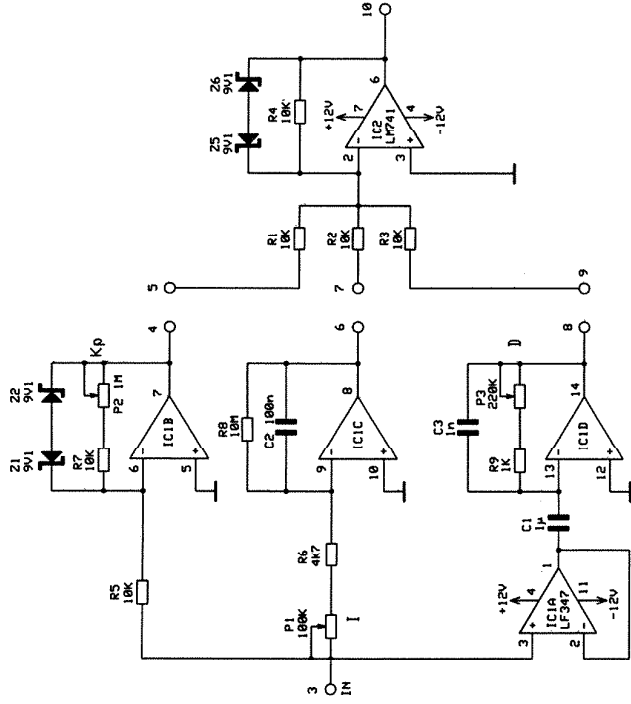 Z1
9V1
Z2
9V1
R7
10K
P2
1M
Kp
R5
10K
6
-
7
IC1B
5
+
4
5
R8
10M
C2 100n
P1
100K
I
R6
4K7
9
-
8
IC1C
10
+
6
3
IN
C3
1n
R9
1K
P3
220K
D
C1
1µ
13
-
14
IC1D
12
+
8
+12V
4
3
+
1
IC1A
LF347
2
-
11
-12V
R1
10K
R2
10K
R3
10K
7
9
Z5
9V1
Z6
9V1
R4
10K
+12V
7
2
-
6
IC2
LM741
3
+
4
-12V
10